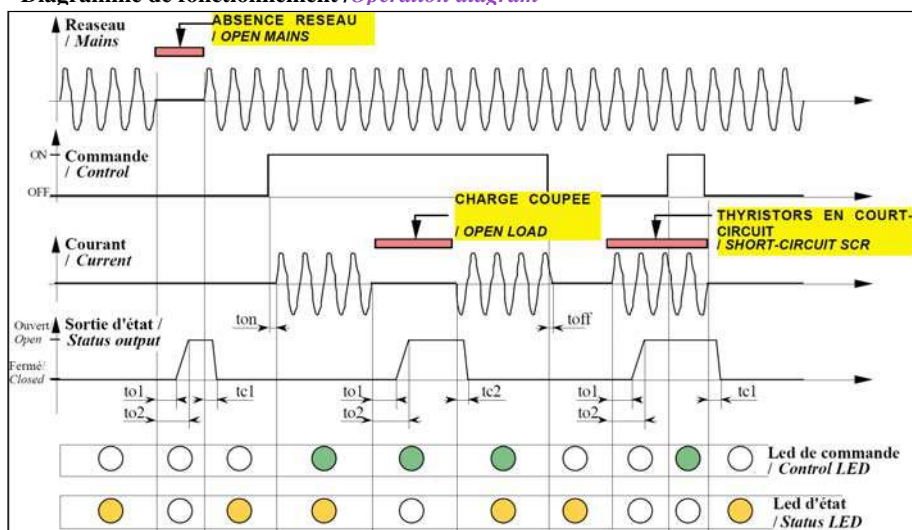 Diagramme de fonctionnement /Operation diagram
Reaseau
/ Mains
ABSENCE RESEAU
/ OPEN MAINS
ON
Commande
/ Control
OFF
CHARGE COUPEE
/ OPEN LOAD
THYRISTORS EN COURT-
CIRCUIT
/ SHORT-CIRCUIT SCR
Courant
/ Current
ton
toff
Ouvert
Open
Sortie d'état /
Status output
Fermé/
Closed
to1
tc1
to1
tc2
to1
tc1
to2
to2
to2
Led de commande
/ Control LED
Led d'état
/ Status LED